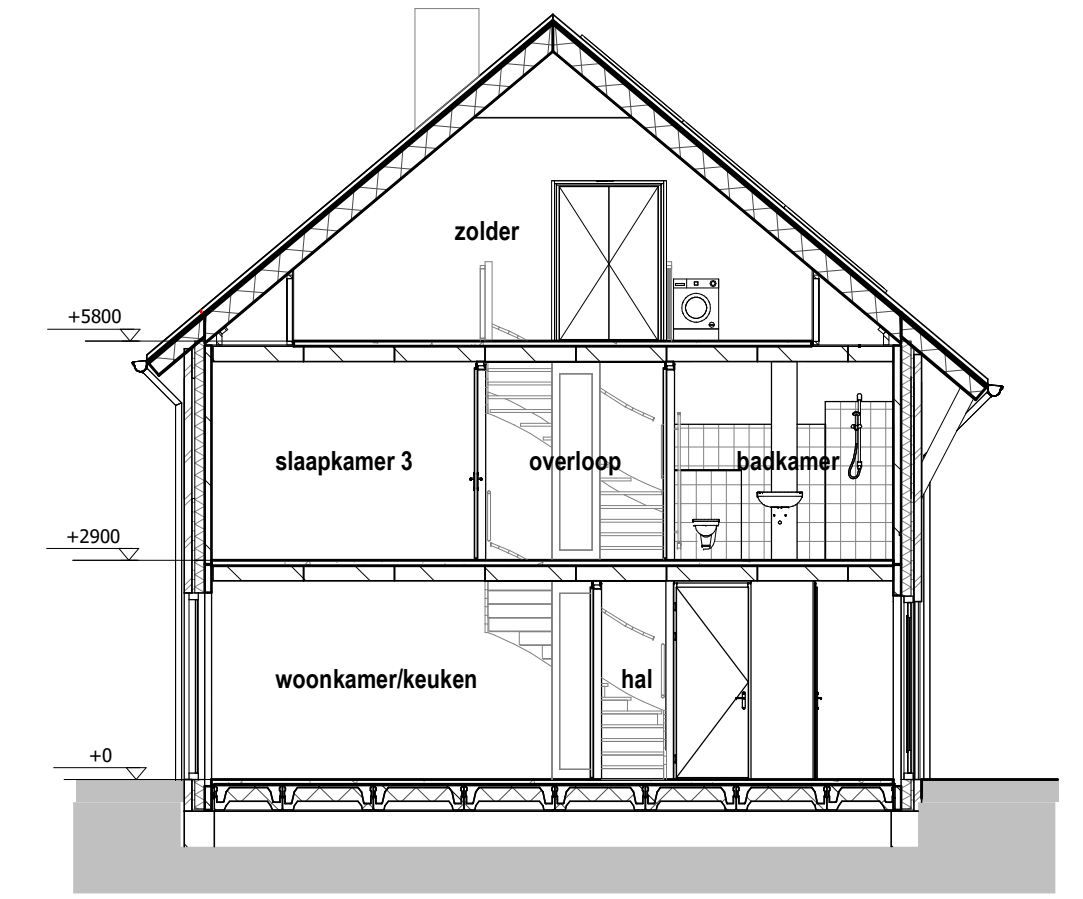 zolder
+5800
slaapkamer 3
overloop
badkamer
+2900
woonkamer/keuken
hal
+0